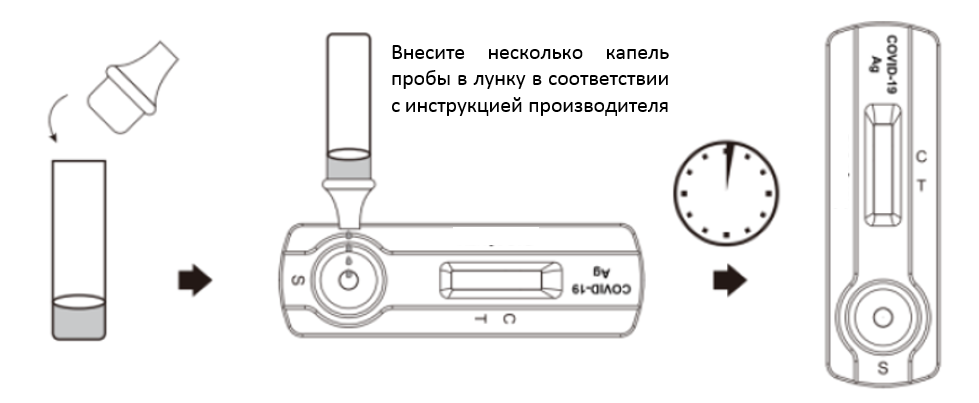 Внесите несколько капель
пробы в лунку в соответствии
с инструкцией производителя
S
COVID-19
Ag
C
T
COVID-19
Ag
C
T
S